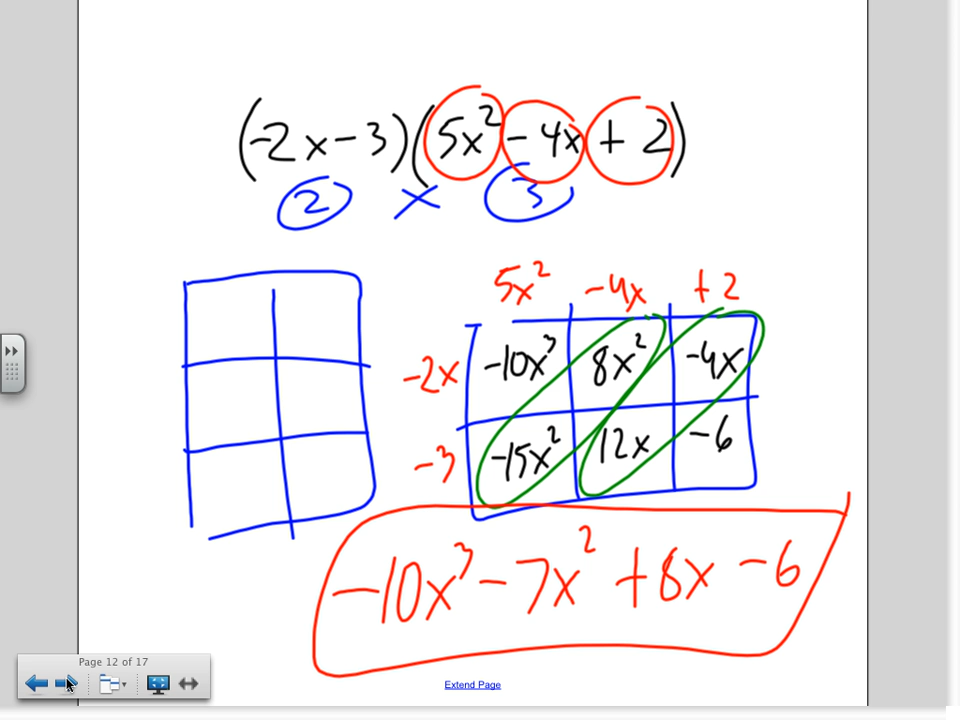 (-2x-3)(5x²-4x+2)
2 x 3
5x² -4x +2
-2x -10x³ 8x² -4x
-3 -15x² 12x -6
-10x³-7x²+8x-6
Page 12 of 17
Extend Page